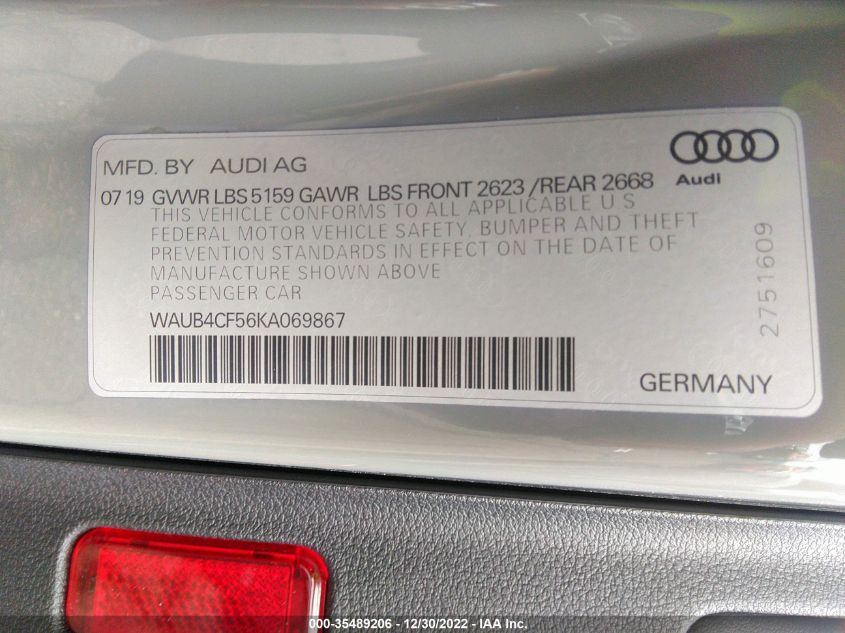 MFD. BY AUDI AG
Audi
07 19 GVWR LBS 5159 GAWR LBS FRONT 2623 /REAR 2668
THIS VEHICLE CONFORMS TO ALL APPLICABLE U S
FEDERAL MOTOR VEHICLE SAFETY, BUMPER AND THEFT
PREVENTION STANDARDS IN EFFECT ON THE DATE OF
MANUFACTURE SHOWN ABOVE
PASSENGER CAR
WAUB4CF56KA069867
2751609
GERMANY
000-35489206 - 12/30/2022 - IAA Inc.